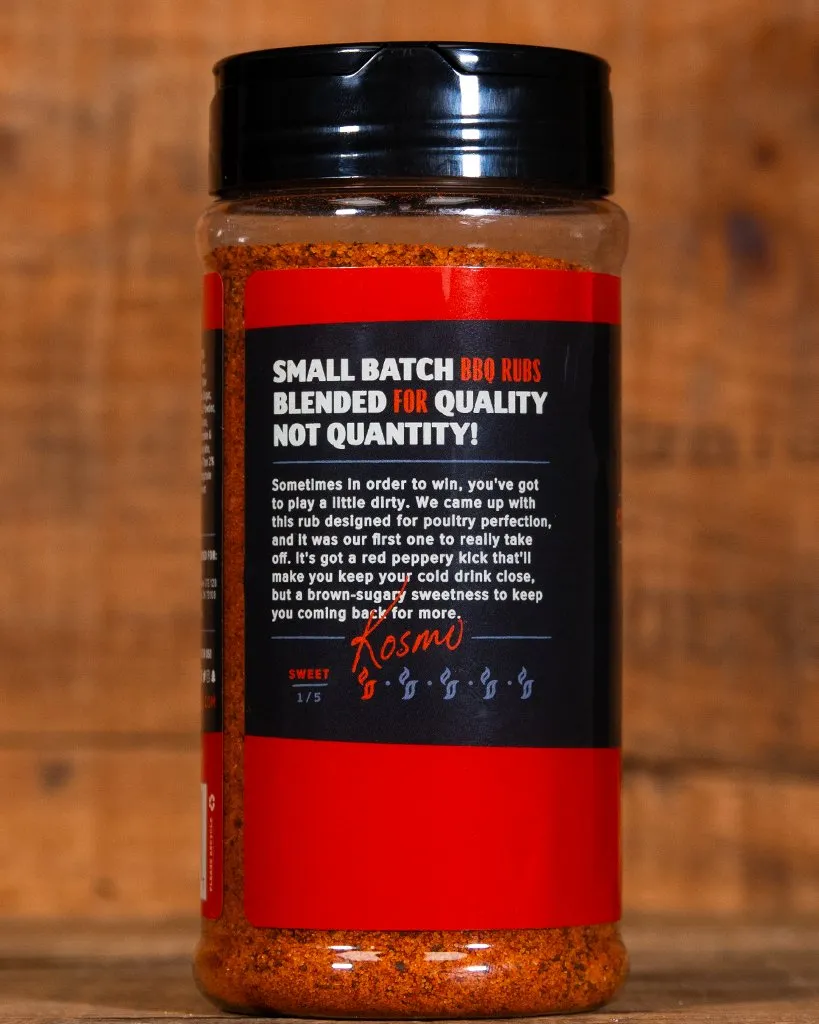 SMALL BATCH BBQ RUBS
BLENDED FOR QUALITY
NOT QUANTITY!
Sometimes in order to win, you've got
to play a little dirty. We came up with
this rub designed for poultry perfection,
and it was our first one to really take
off. It's got a red peppery kick that'll
make you keep your cold drink close,
but a brown-sugary sweetness to keep
you coming back for more.
Kosmo
SWEET
1/5
PLEASE RECYCLE